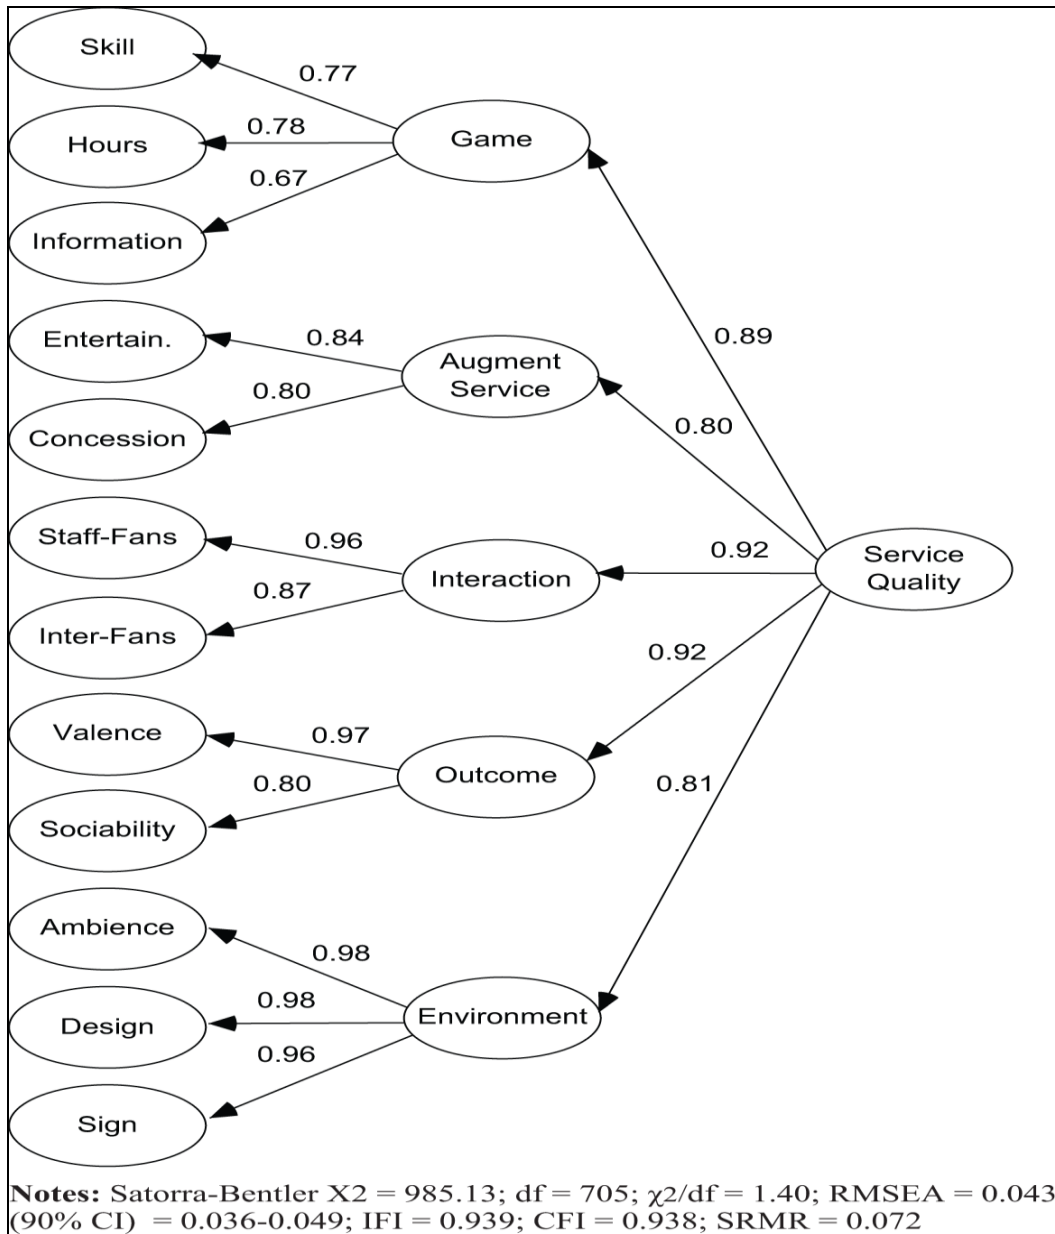 Skill
0.77
Hours
0.78
Game
0.67
Information
Entertain.
0.84
Augment
Service
0.89
0.80
Concession
0.80
Staff-Fans
0.96
Interaction
0.92
Service
Quality
0.87
Inter-Fans
0.92
Valence
0.97
Outcome
0.80
0.81
Sociability
Ambience
0.98
Design
0.98
Environment
0.96
Sign
Notes: Satorra-Bentler X2 = 985.13; df = 705; χ2/df = 1.40; RMSEA = 0.043
(90% CI) = 0.036-0.049; IFI = 0.939; CFI = 0.938; SRMR = 0.072